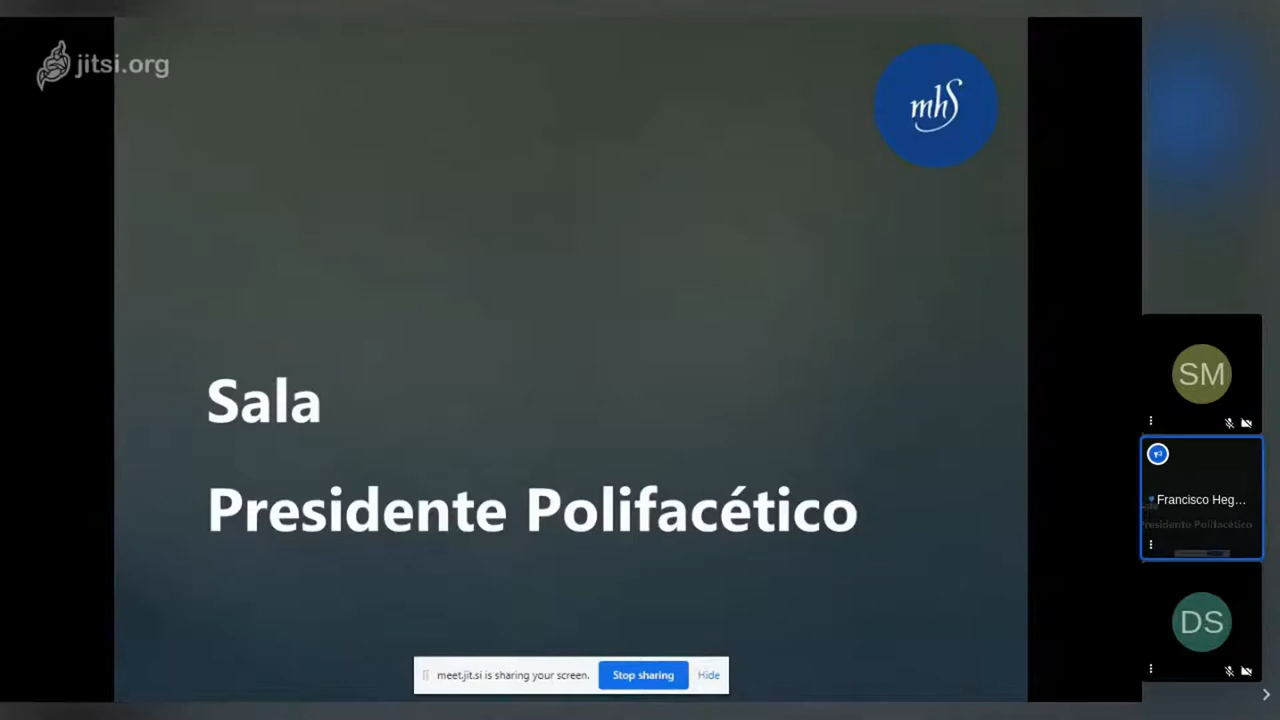 jitsi.org
mhS
Sala
Presidente Polifacético
meet.jit.si is sharing your screen.
Stop sharing
Hide
SM
Francisco Heg...
Presidente Polifacético
DS